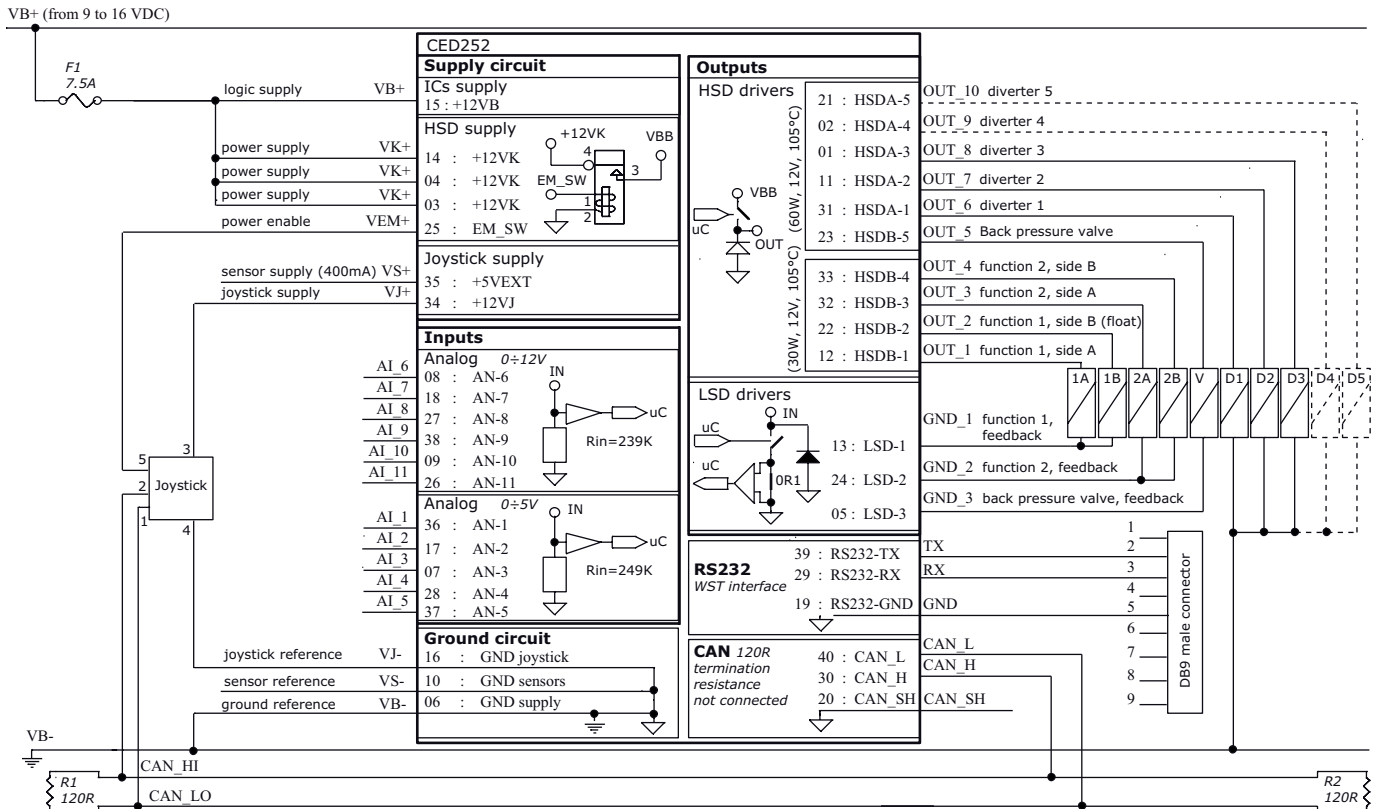 VB+ (from 9 to 16 VDC)
F1
7.5A
logic supply VB+
power supply VK+
power supply VK+
power supply VK+
power enable VEM+
sensor supply (400mA) VS+
joystick supply VJ+
CED252
Supply circuit
ICs supply
15 : +12VB
HSD supply
14 : +12VK
04 : +12VK
03 : +12VK
25 : EM_SW
+12VK
VBB
4
3
EM_SW
1
2
Joystick supply
35 : +5VEXT
34 : +12VJ
Inputs
Analog 0÷12V
AI_6 08 : AN-6
AI_7 18 : AN-7
AI_8 27 : AN-8
AI_9 38 : AN-9
AI_10 09 : AN-10
AI_11 26 : AN-11
IN
uC
Rin=239K
Analog 0÷5V
AI_1 36 : AN-1
AI_2 17 : AN-2
AI_3 07 : AN-3
AI_4 28 : AN-4
AI_5 37 : AN-5
IN
uC
Rin=249K
Ground circuit
joystick reference VJ- 16 : GND joystick
sensor reference VS- 10 : GND sensors
ground reference VB- 06 : GND supply
Joystick
3
5
2
1
4
Outputs
HSD drivers
VBB
uC
OUT
(60W, 12V, 105°C)
(30W, 12V, 105°C)
21 : HSDA-5 OUT_10 diverter 5
02 : HSDA-4 OUT_9 diverter 4
01 : HSDA-3 OUT_8 diverter 3
11 : HSDA-2 OUT_7 diverter 2
31 : HSDA-1 OUT_6 diverter 1
23 : HSDB-5 OUT_5 Back pressure valve
33 : HSDB-4 OUT_4 function 2, side B
32 : HSDB-3 OUT_3 function 2, side A
22 : HSDB-2 OUT_2 function 1, side B (float)
12 : HSDB-1 OUT_1 function 1, side A
1A 1B 2A 2B V D1 D2 D3 D4 D5
LSD drivers
IN
uC
uC
0R1
13 : LSD-1 GND_1 function 1,
feedback
24 : LSD-2 GND_2 function 2, feedback
05 : LSD-3 GND_3 back pressure valve, feedback
RS232
WST interface
39 : RS232-TX TX
29 : RS232-RX RX
19 : RS232-GND GND
CAN 120R
termination
resistance
not connected
40 : CAN_L CAN_L
30 : CAN_H CAN_H
20 : CAN_SH CAN_SH
1
2
3
4
5
6
7
8
9
DB9 male connector
VB-
CAN_HI
CAN_LO
R1
120R
R2
120R